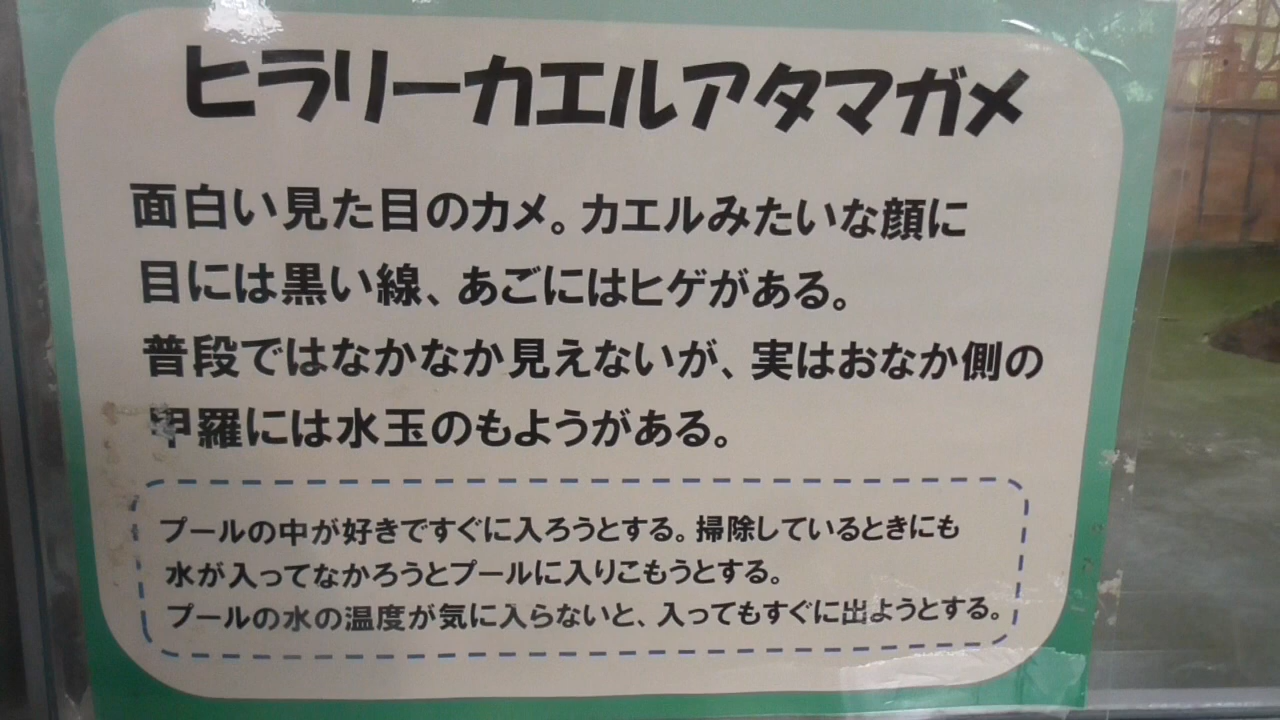 ヒラリーカエルアタマガメ
面白い見た目のカメ。カエルみたいな顔に
目には黒い線、あごにはヒゲがある。
普段ではなかなか見えないが、実はおなか側の
甲羅には水玉のもようがある。
プールの中が好きですぐに入ろうとする。掃除しているときにも
水が入ってなかろうとプールに入りこもうとする。
プールの水の温度が気に入らないと、入ってもすぐに出ようとする。